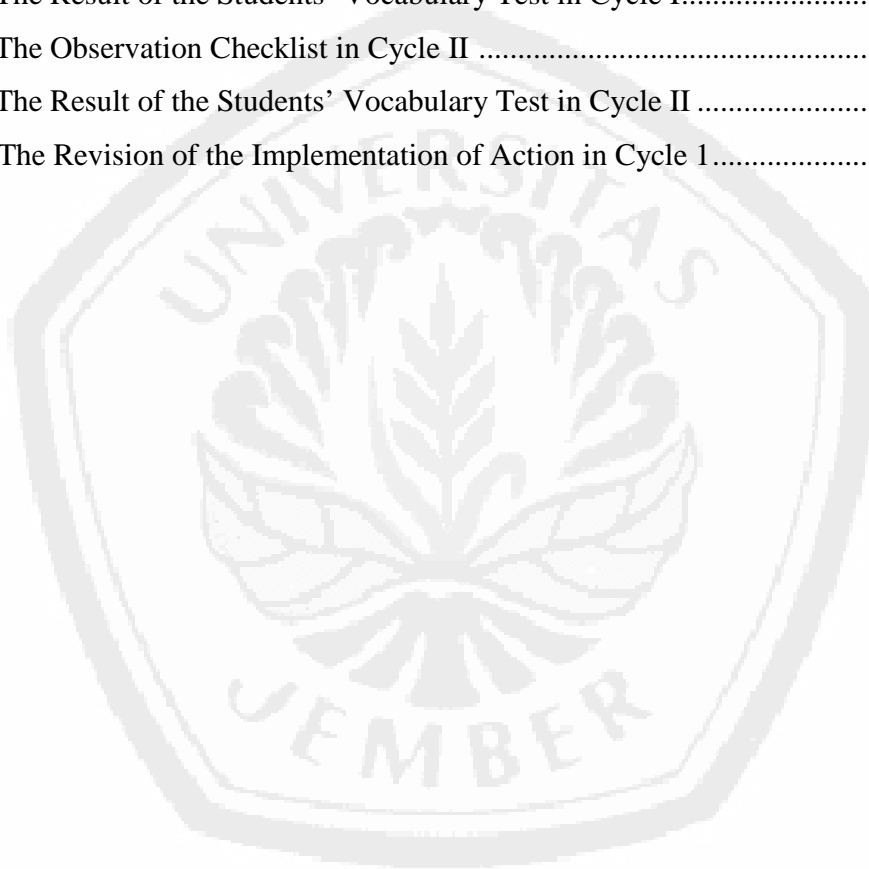 The Result of the Students’ Vocabulary Test in Cycle I........................
The Observation Checklist in Cycle II ..........................................
The Result of the Students’ Vocabulary Test in Cycle II ..................
The Revision of the Implementation of Action in Cycle 1.................
UNIVERSITAS
JEMBER